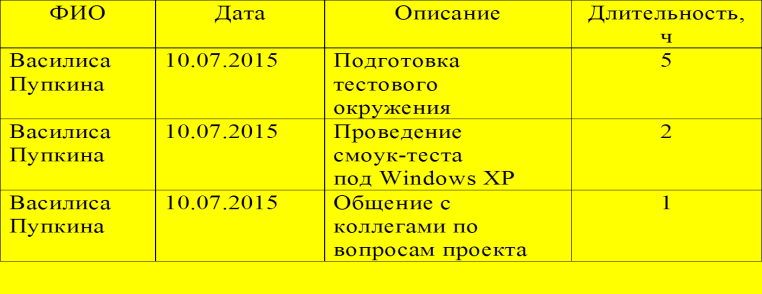 ФИО Дата Описание Длительность,
ч
Василиса 10.07.2015 Подготовка 5
Пупкина тестового
окружения
Василиса 10.07.2015 Проведение 2
Пупкина смоук-теста
под Windows XP
Василиса 10.07.2015 Общение с 1
Пупкина коллегами по
вопросам проекта